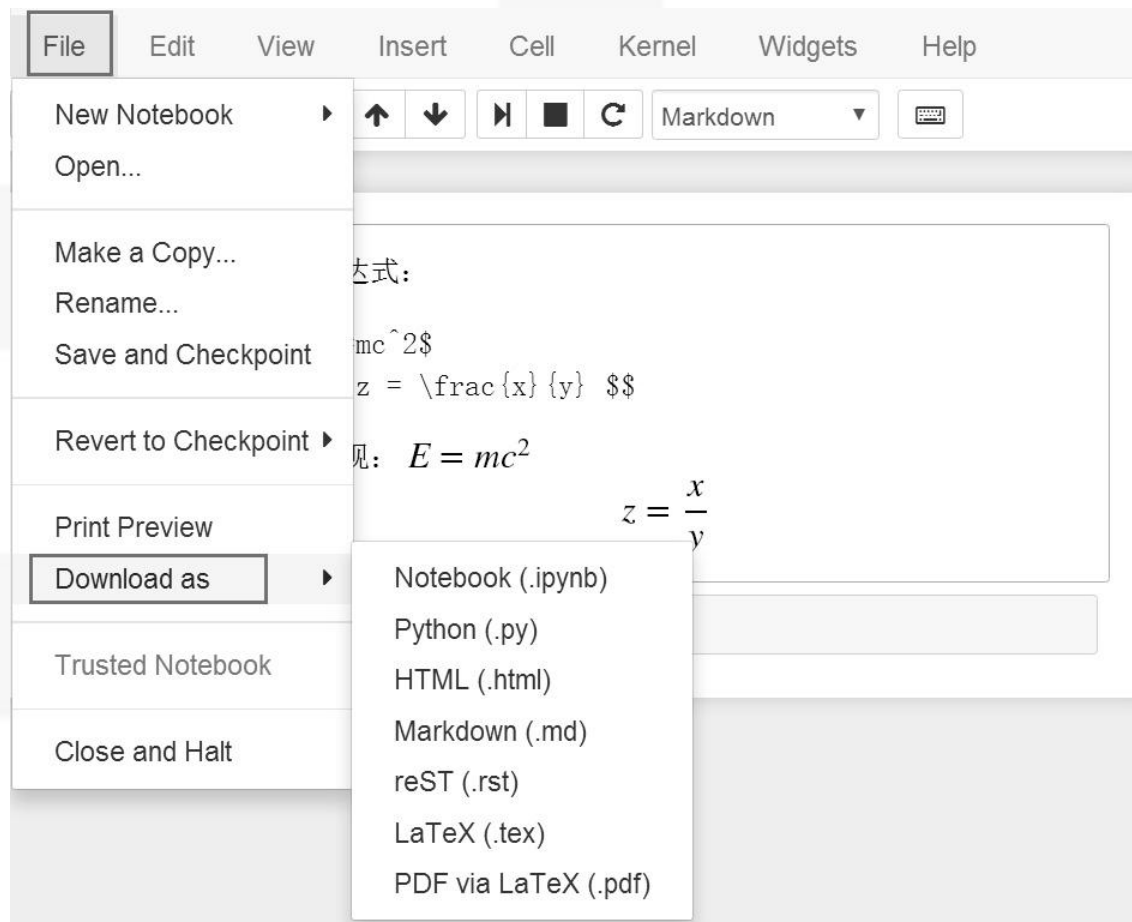 File Edit View Insert Cell Kernel Widgets Help
New Notebook
Markdown
Open...
Make a Copy...
达式：
Rename...
mc^2$
Save and Checkpoint
z = \frac{x}{y} $$
Revert to Checkpoint
现： E = mc²
z = x/y
Print Preview
Download as
Notebook (.ipynb)
Python (.py)
HTML (.html)
Markdown (.md)
reST (.rst)
LaTeX (.tex)
PDF via LaTeX (.pdf)
Trusted Notebook
Close and Halt